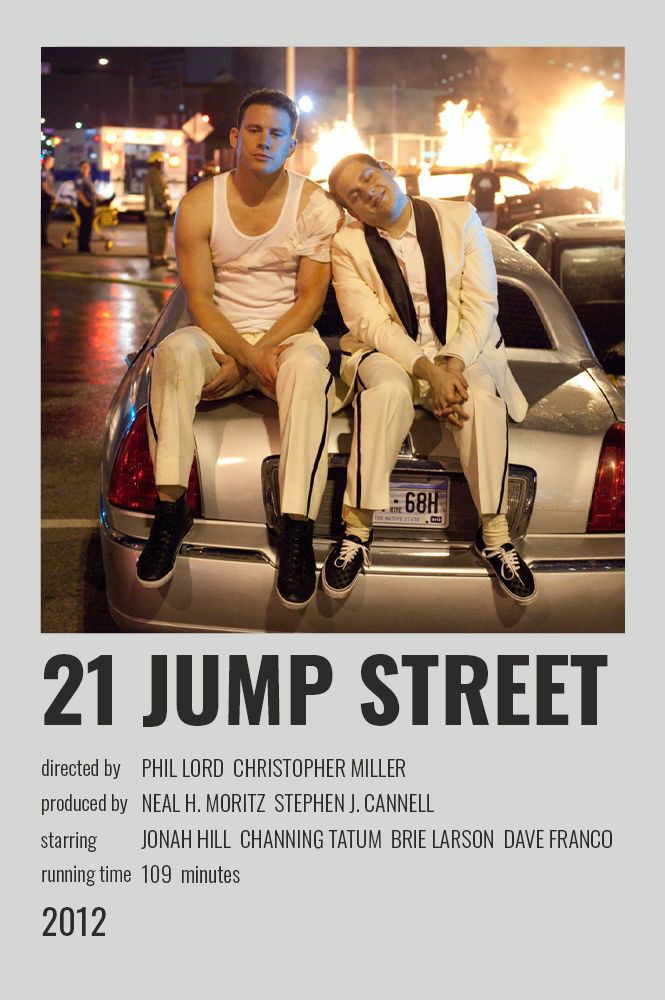 HIRE 68H
THE NATIVE STATE
21 JUMP STREET
directed by PHIL LORD CHRISTOPHER MILLER
produced by NEAL H. MORITZ STEPHEN J. CANNELL
starring JONAH HILL CHANNING TATUM BRIE LARSON DAVE FRANCO
running time 109 minutes
2012